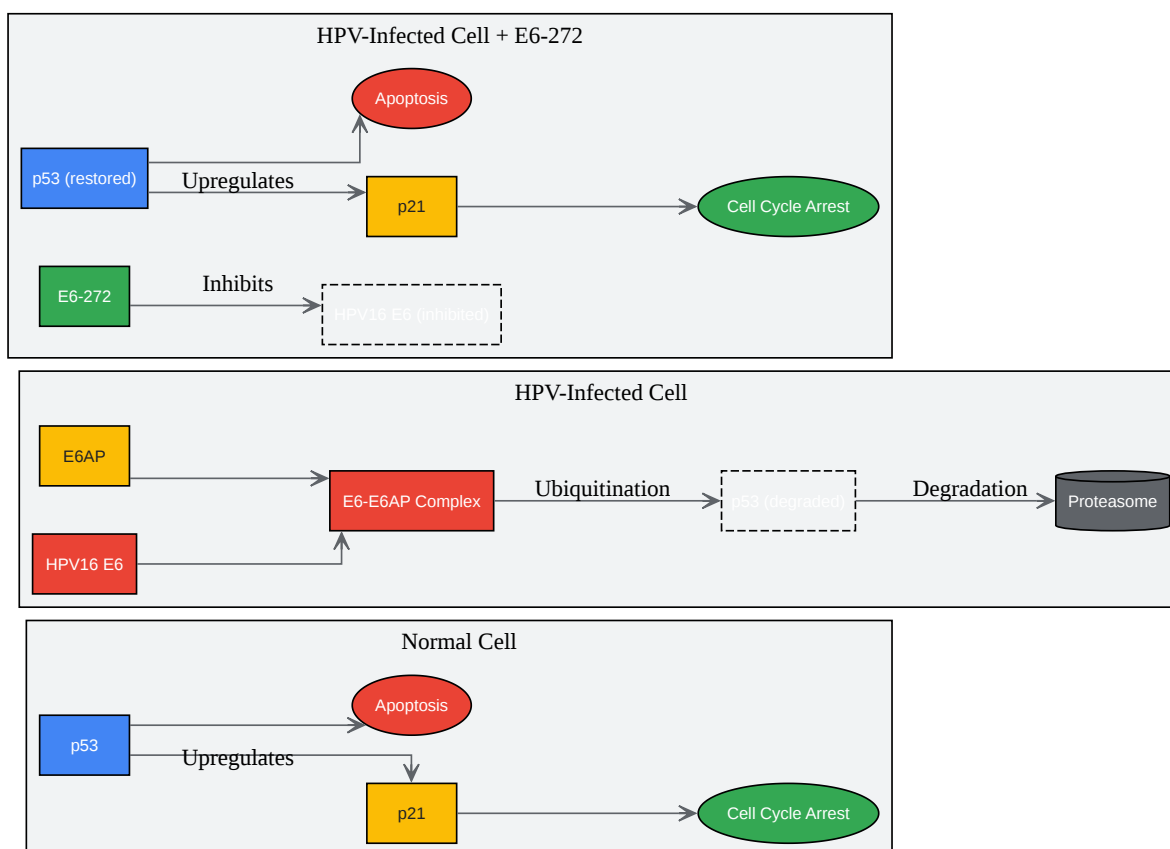 HPV-Infected Cell + E6-272
Apoptosis
p53 (restored)
Upregulates
p21
Cell Cycle Arrest
E6-272
Inhibits
HPV16 E6 (inhibited)
HPV-Infected Cell
E6AP
E6-E6AP Complex
Ubiquitination
p53 (degraded)
Degradation
Proteasome
HPV16 E6
Normal Cell
Apoptosis
p53
Upregulates
p21
Cell Cycle Arrest